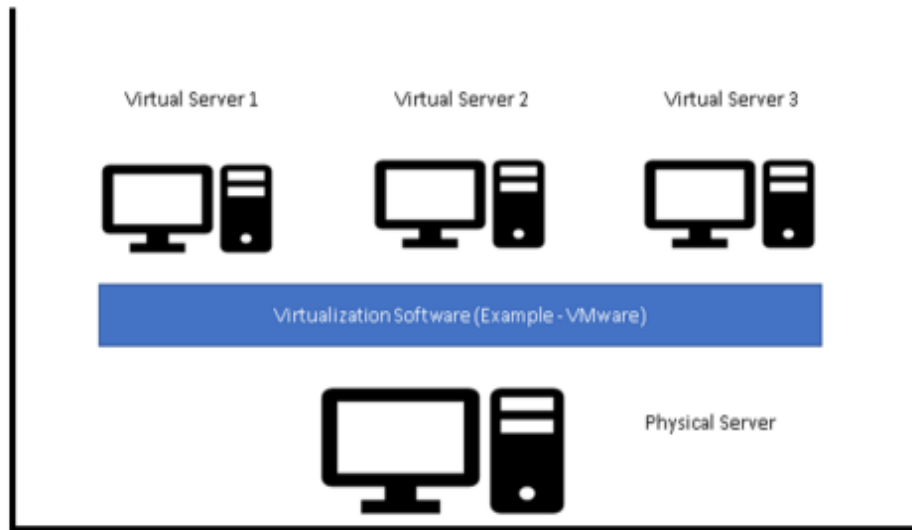 Virtual Server 1
Virtual Server 2
Virtual Server 3
Virtualization Software (Example - VMware)
Physical Server